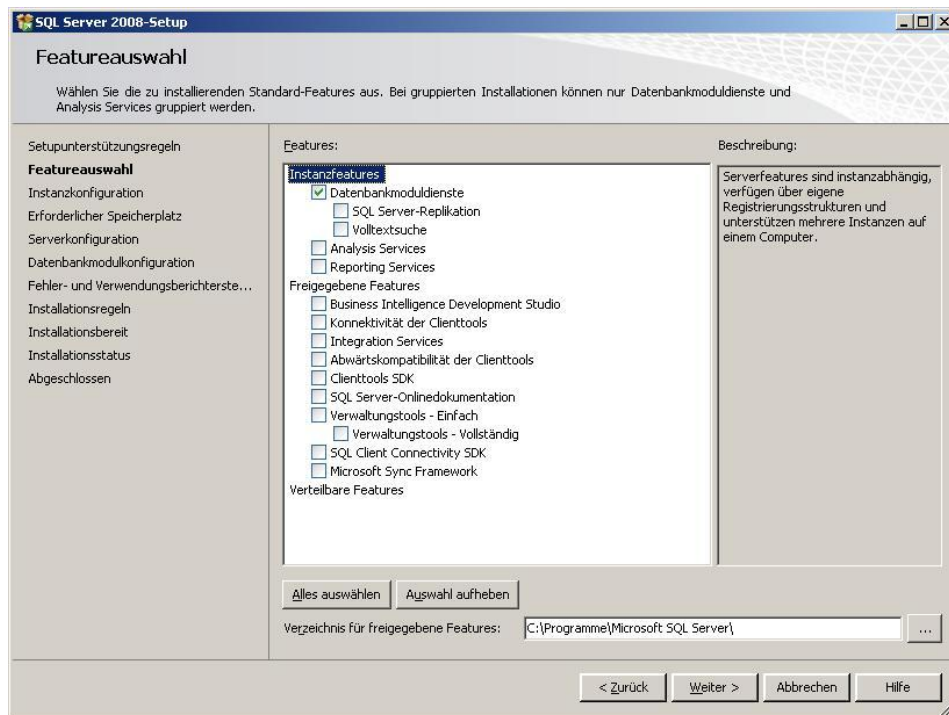 SQL Server 2008-Setup
Featureauswahl
Wählen Sie die zu installierenden Standard-Features aus. Bei gruppierten Installationen können nur Datenbankmoduldienste und
Analysis Services gruppiert werden.
Setupunterstützungsregeln
Featureauswahl
Instanzkonfiguration
Erforderlicher Speicherplatz
Serverkonfiguration
Datenbankmodulkonfiguration
Fehler- und Verwendungsberichterste...
Installationsregeln
Installationsbereit
Installationsstatus
Abgeschlossen
Features:
Instanzfeatures
Datenbankmoduldienste
SQL Server-Replikation
Volltextsuche
Analysis Services
Reporting Services
Freigegebene Features
Business Intelligence Development Studio
Konnektivität der Clienttools
Integration Services
Abwärtskompatibilität der Clienttools
Clienttools SDK
SQL Server-Onlinedokumentation
Verwaltungstools - Einfach
Verwaltungstools - Vollständig
SQL Client Connectivity SDK
Microsoft Sync Framework
Verteilbare Features
Beschreibung:
Serverfeatures sind instanzabhängig,
verfügen über eigene
Registrierungsstrukturen und
unterstützen mehrere Instanzen auf
einem Computer.
Alles auswählen
Auswahl aufheben
Verzeichnis für freigegebene Features:
C:\Programme\Microsoft SQL Server\
...
< Zurück
Weiter >
Abbrechen
Hilfe